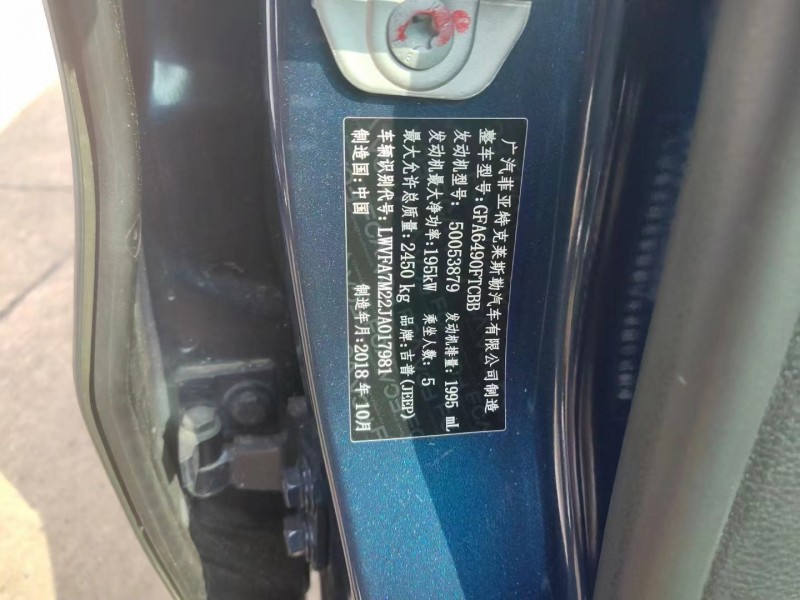 广汽菲亚特克莱斯勒汽车有限公司制造
整车型号:GFA6490FTCBB
发动机型号: 50053879 发动机排量: 1995 mL
发动机最大净功率:195kW 乘坐人数: 5
最大允许总质量: 2450 kg 品牌:吉普(JEEP)
车辆识别代号: LWVFA7M22JA017981
制造国: 中国 制造年月:2018年10月